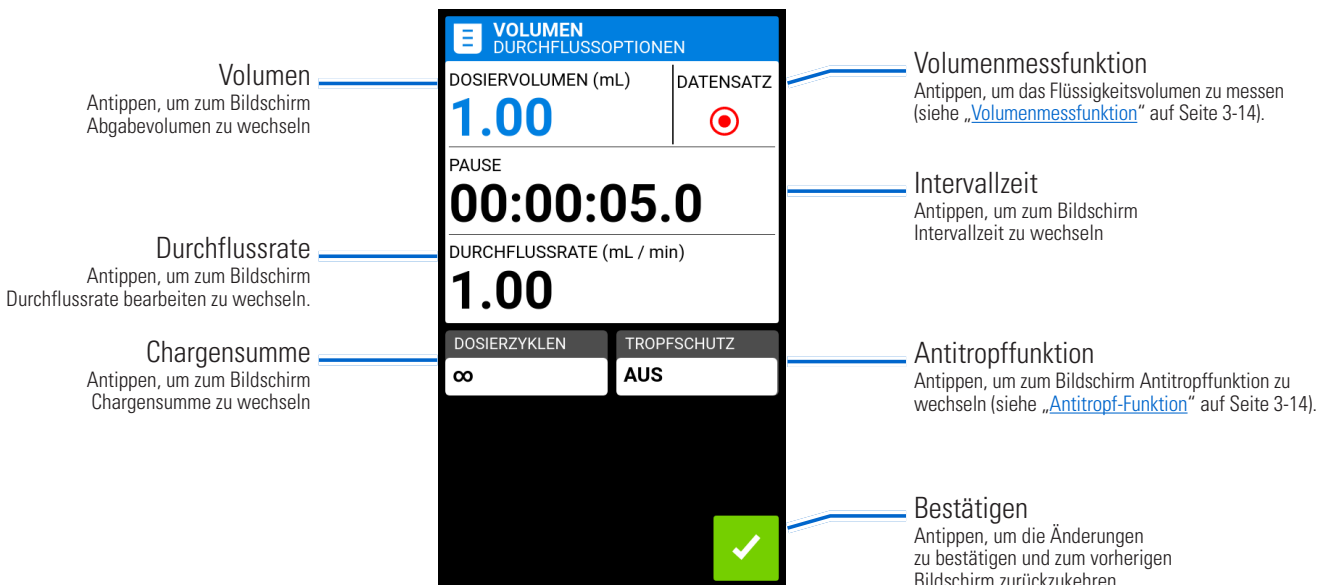 Volumen
Antippen, um zum Bildschirm
Abgabevolumen zu wechseln
Durchflussrate
Antippen, um zum Bildschirm
Durchflussrate bearbeiten zu wechseln.
Chargensumme
Antippen, um zum Bildschirm
Chargensumme zu wechseln
VOLUMEN
DURCHFLUSSOPTIONEN
DOSIERVOLUMEN (mL)
1.00
DATENSATZ
PAUSE
00:00:05.0
DURCHFLUSSRATE (mL / min)
1.00
DOSIERZYKLEN
∞
TROPFSCHUTZ
AUS
Volumenmessfunktion
Antippen, um das Flüssigkeitsvolumen zu messen
(siehe „Volumenmessfunktion“ auf Seite 3-14).
Intervallzeit
Antippen, um zum Bildschirm
Intervallzeit zu wechseln
Antitropffunktion
Antippen, um zum Bildschirm Antitropffunktion zu
wechseln (siehe „Antitropf-Funktion“ auf Seite 3-14).
Bestätigen
Antippen, um die Änderungen
zu bestätigen und zum vorherigen
Bildschirm zurückzukehren